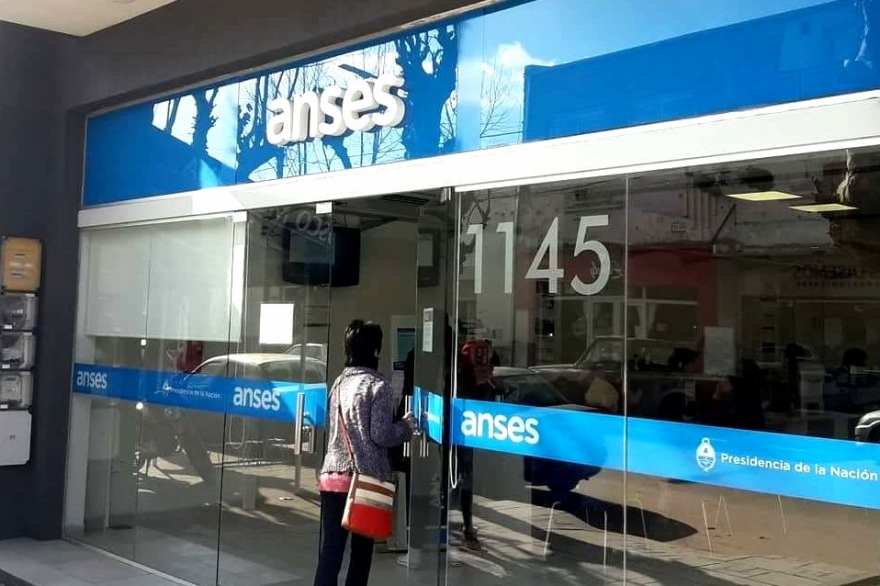 anses
1145
anses
Presidencia de la Nación
anses
anses
Presidencia de la Nación